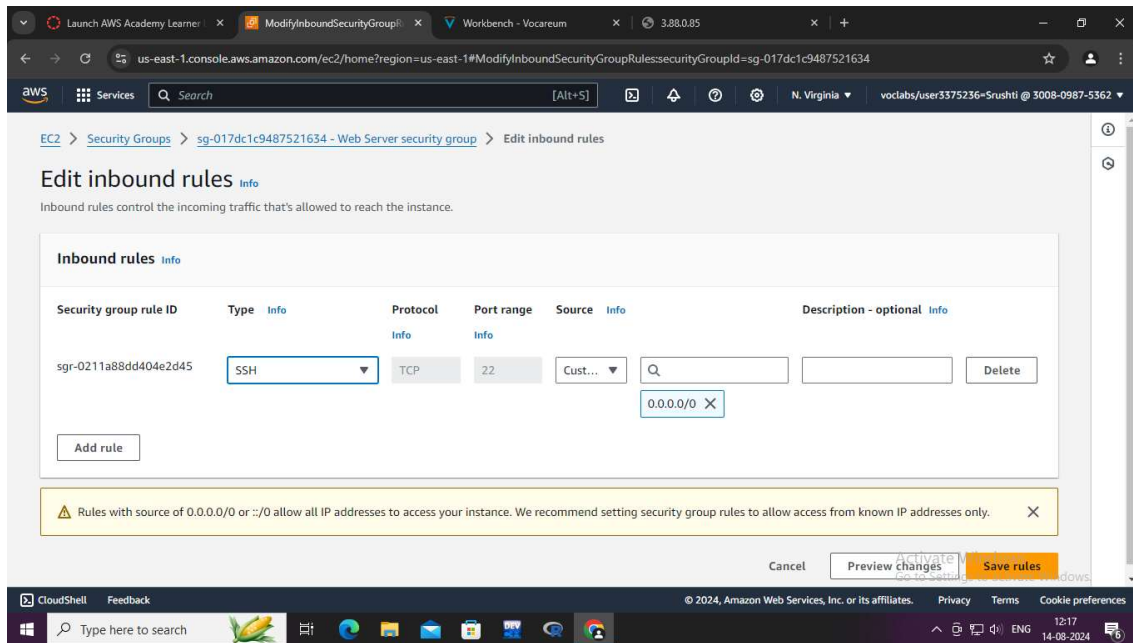 Launch AWS Academy Learner
ModifyInboundSecurityGroupR
Workbench - Vocareum
3.88.0.85
us-east-1.console.aws.amazon.com/ec2/home?region=us-east-1#ModifyInboundSecurityGroupRules:securityGroupId=sg-017dc1c9487521634
aws Services Search [Alt+S] N. Virginia ▼ voclabs/user3375236=Srushti @ 3008-0987-5362 ▼
EC2 > Security Groups > sg-017dc1c9487521634 - Web Server security group > Edit inbound rules
Edit inbound rules Info
Inbound rules control the incoming traffic that's allowed to reach the instance.
Inbound rules Info
Security group rule ID Type Info Protocol Port range Source Info Description - optional Info
Info Info
sgr-0211a88dd404e2d45 SSH TCP 22 Cust... Delete
0.0.0.0/0
Add rule
Rules with source of 0.0.0.0/0 or ::/0 allow all IP addresses to access your instance. We recommend setting security group rules to allow access from known IP addresses only.
Activate
Cancel Preview changes Save rules
CloudShell Feedback © 2024, Amazon Web Services, Inc. or its affiliates. Privacy Terms Cookie preferences
Type here to search ENG 12:17
14-08-2024